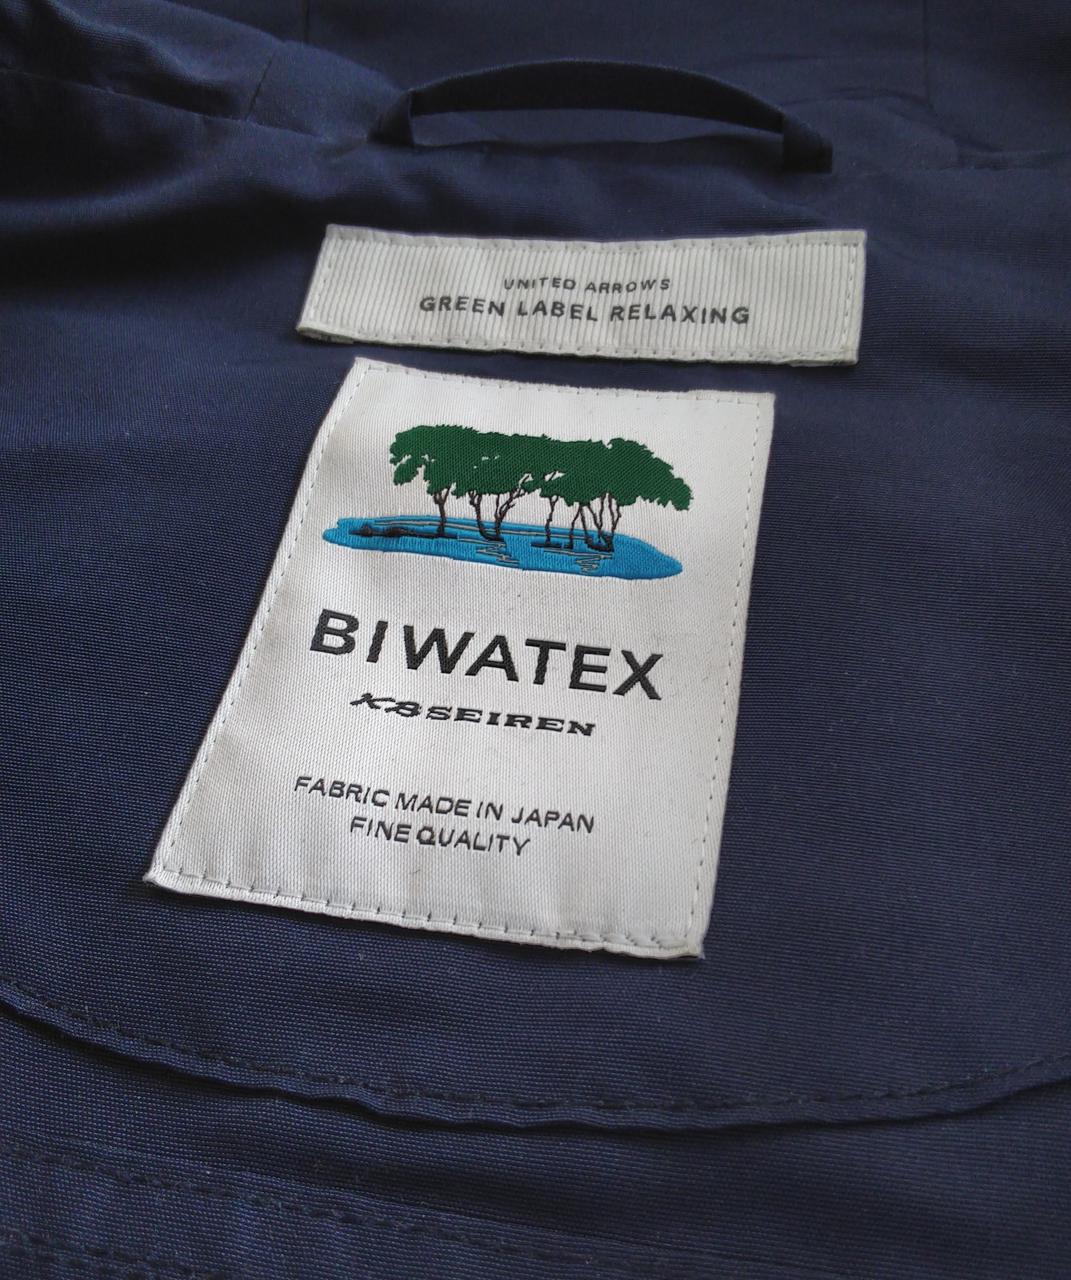 UNITED ARROWS
GREEN LABEL RELAXING
BIWATEX
KBSEIREN
FABRIC MADE IN JAPAN
FINE QUALITY